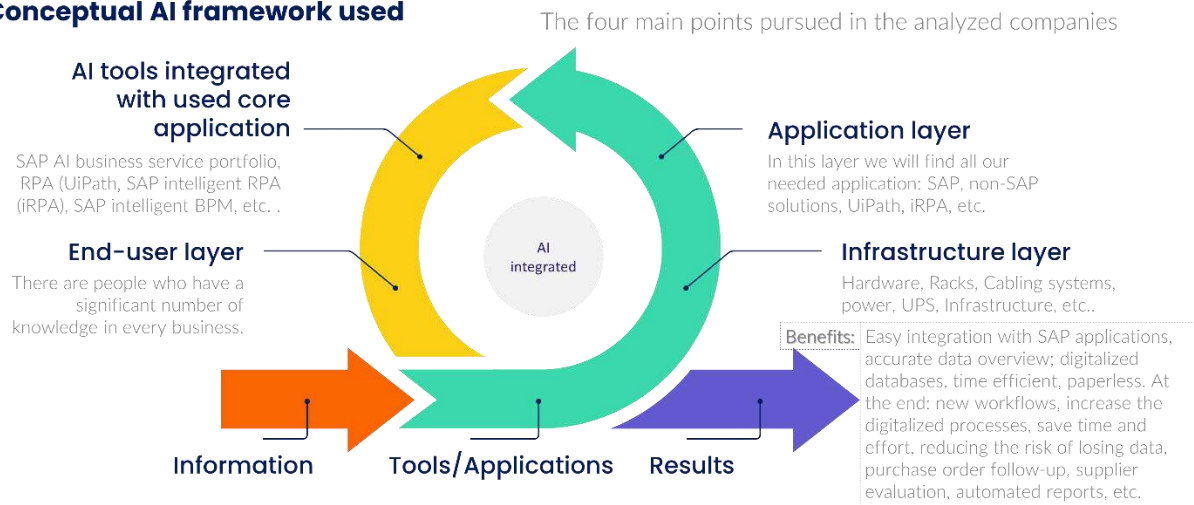 Conceptual AI framework used
The four main points pursued in the analyzed companies
AI tools integrated
with used core
application
SAP AI business service portfolio,
RPA (UiPath, SAP intelligent RPA
(iRPA), SAP intelligent BPM, etc. .
End-user layer
There are people who have a
significant number of
knowledge in every business.
AI
integrated
Application layer
In this layer we will find all our
needed application: SAP, non-SAP
solutions, UiPath, iRPA, etc.
Infrastructure layer
Hardware, Racks, Cabling systems,
power, UPS, Infrastructure, etc..
Benefits: Easy integration with SAP applications,
accurate data overview; digitalized
databases, time efficient, paperless. At
the end: new workflows, increase the
digitalized processes, save time and
effort, reducing the risk of losing data,
purchase order follow-up, supplier
evaluation, automated reports, etc.
Information
Tools/Applications
Results